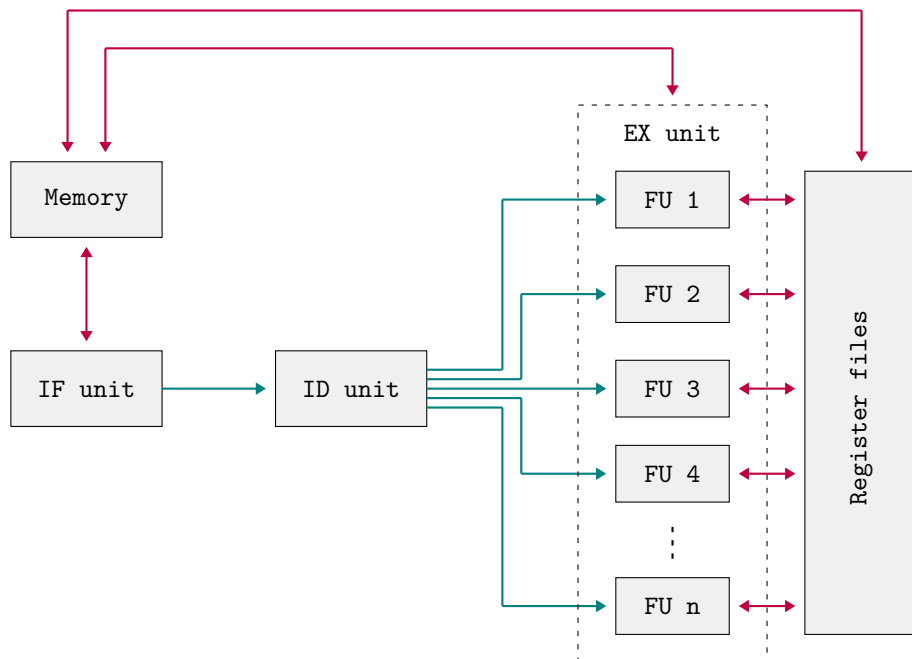 EX unit
Memory
FU 1
FU 2
IF unit
ID unit
FU 3
FU 4
FU n
Register files